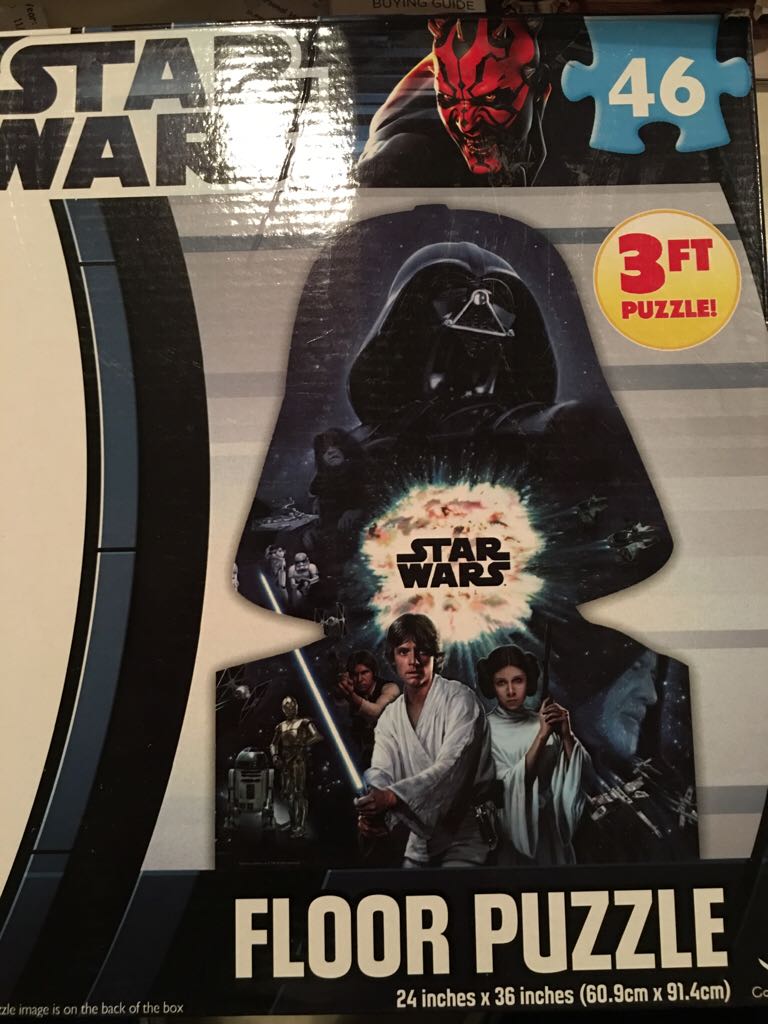 BUYING GUIDE
STAR
WARS
46
3FT
PUZZLE!
STAR
WARS
FLOOR PUZZLE
24 inches x 36 inches (60.9cm x 91.4cm)
image is on the back of the box